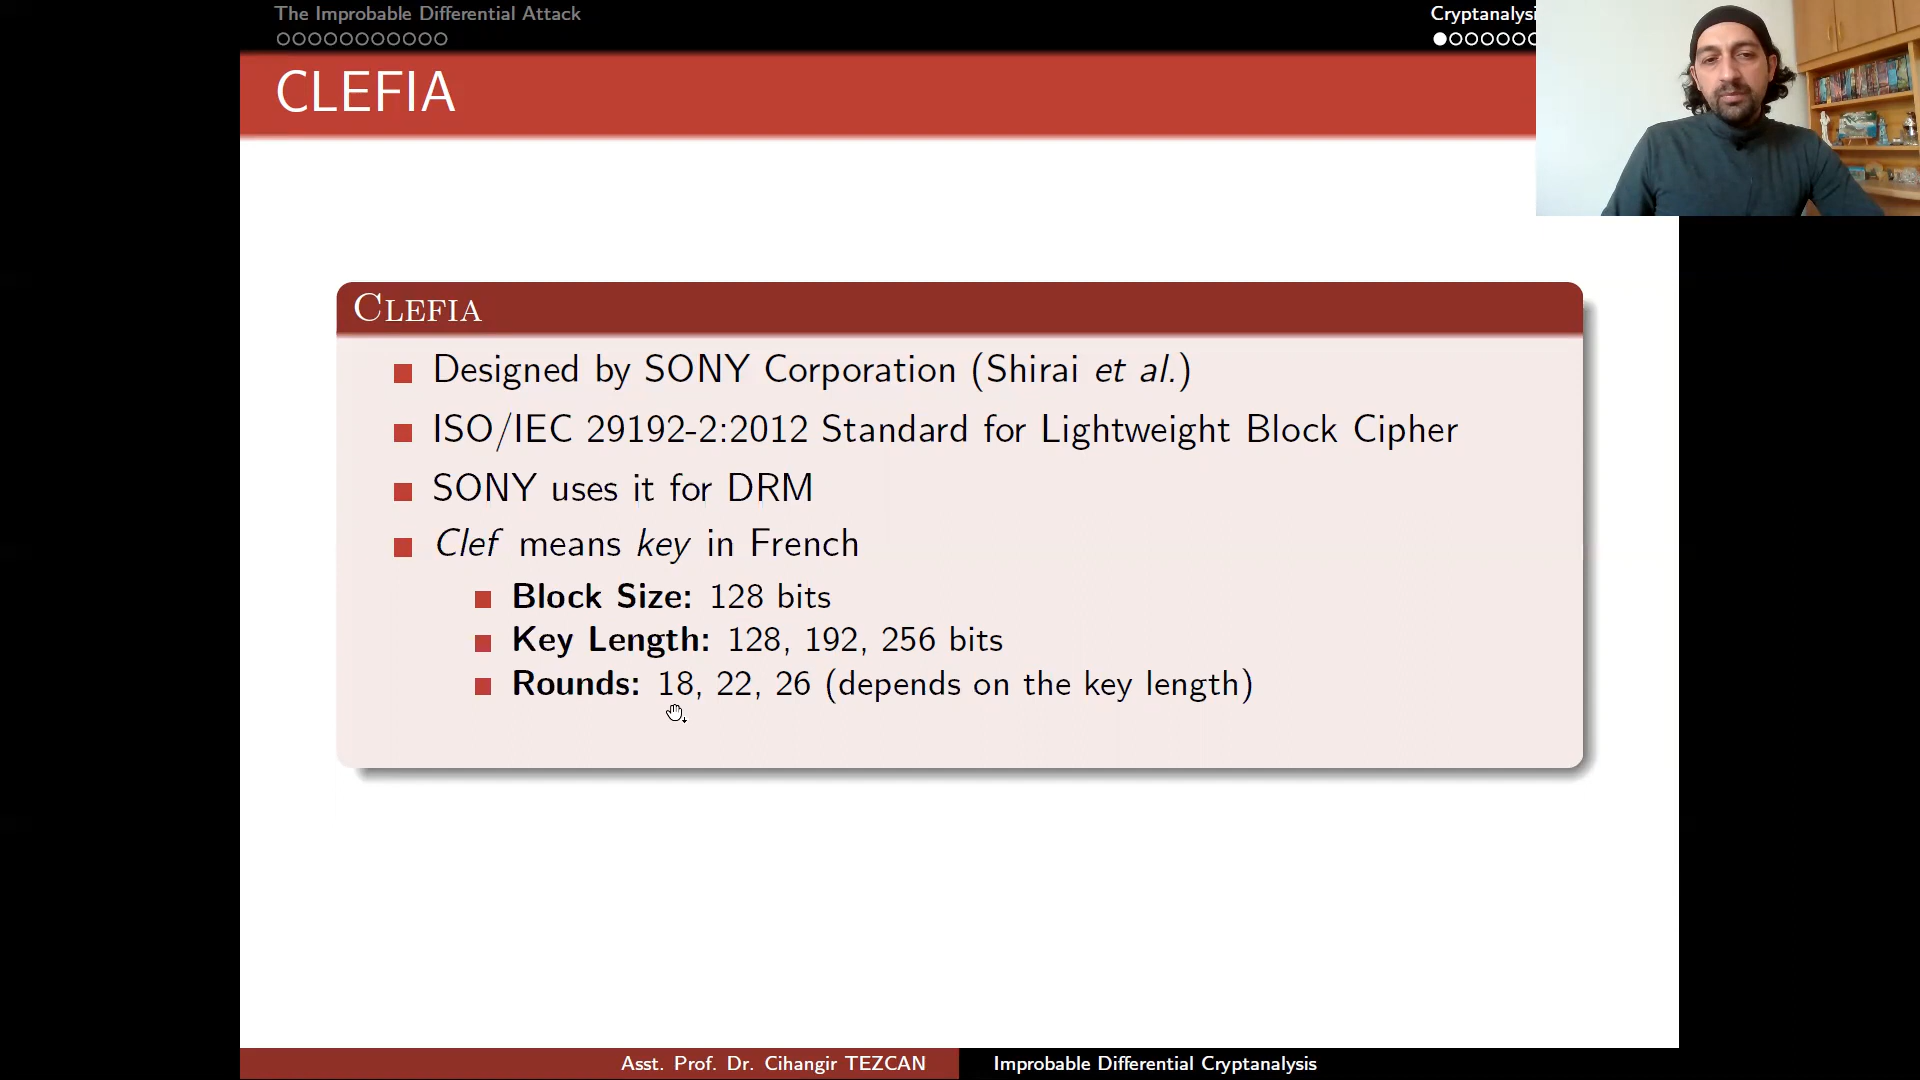 The Improbable Differential Attack
CLEFIA
CLEFIA
Designed by SONY Corporation (Shirai et al.)
ISO/IEC 29192-2:2012 Standard for Lightweight Block Cipher
SONY uses it for DRM
Clef means key in French
Block Size: 128 bits
Key Length: 128, 192, 256 bits
Rounds: 18, 22, 26 (depends on the key length)
Asst. Prof. Dr. Cihangir TEZCAN
Improbable Differential Cryptanalysis